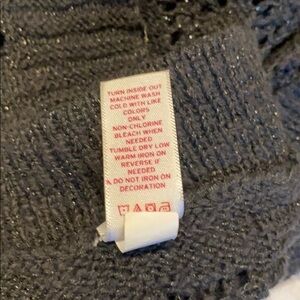 TURN INSIDE OUT
MACHINE WASH
COLD WITH LIKE
COLORS
ONLY
NON-CHLORINE
BLEACH WHEN
NEEDED
TUMBLE DRY LOW
WARM IRON ON
REVERSE IF
NEEDED
DO NOT IRON ON
DECORATION